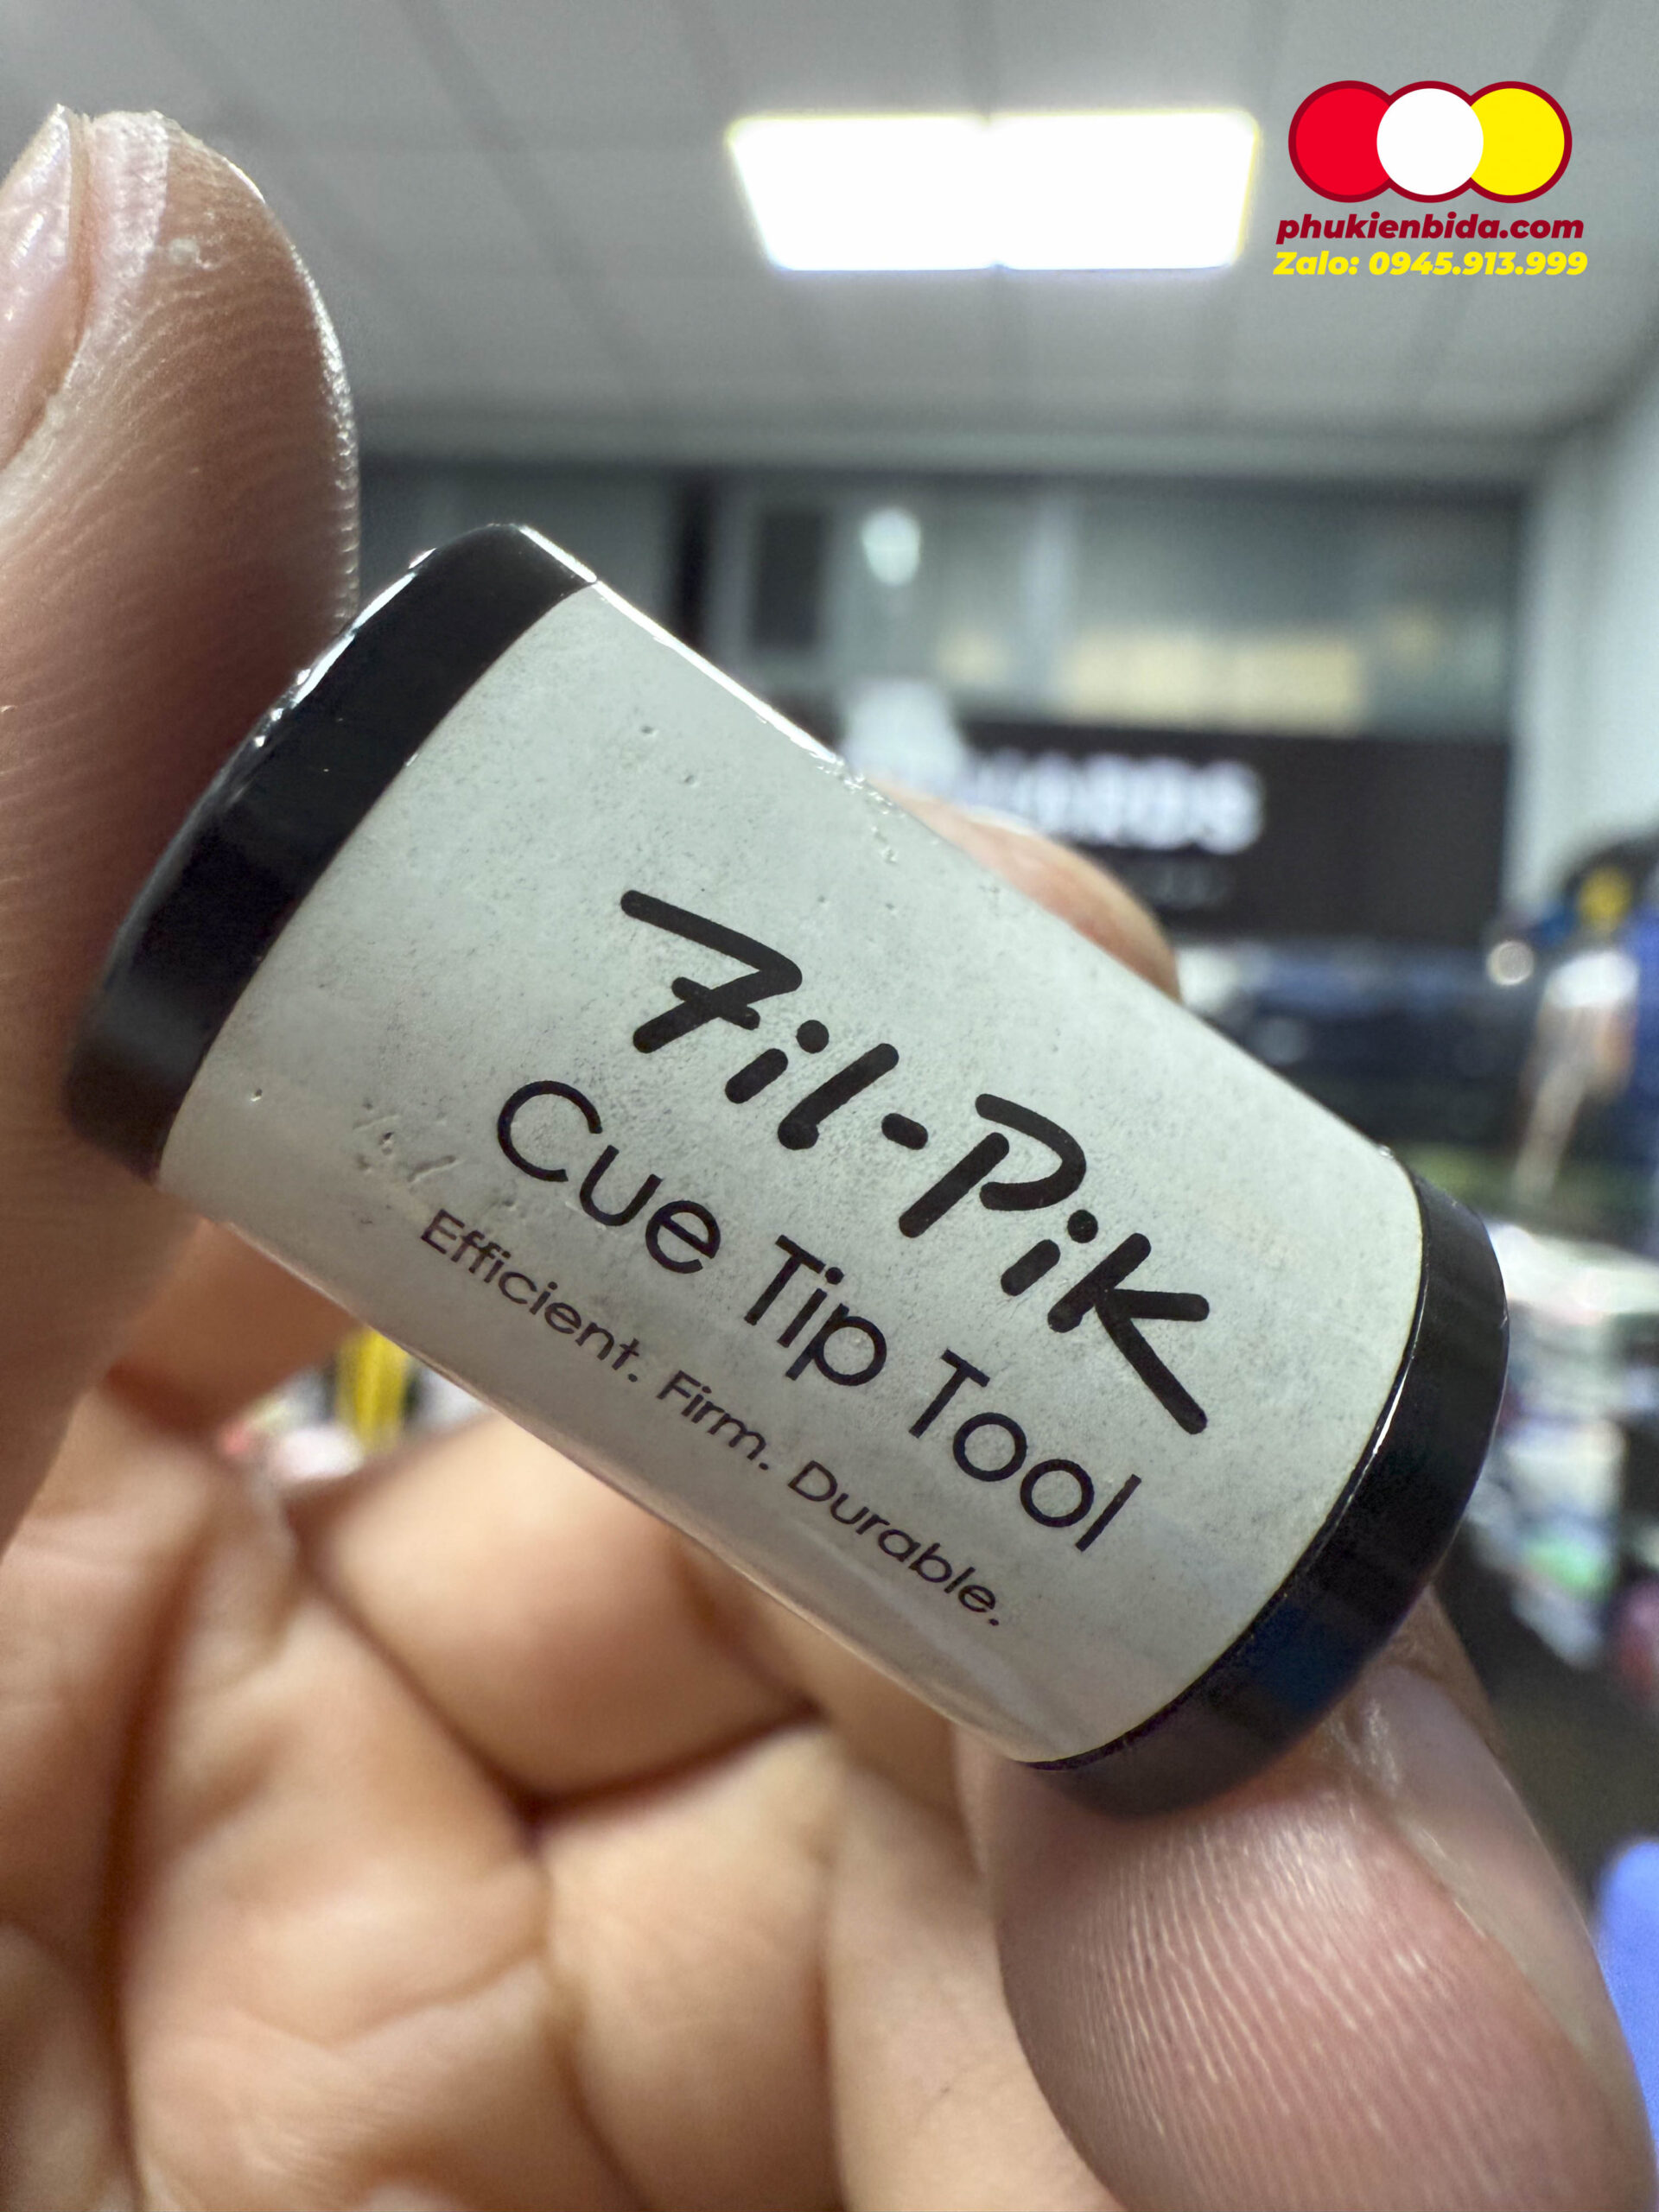 phukienbida.com
Zalo: 0945.913.999
Fil-Pik
Cue Tip Tool
Efficient. Firm. Durable.